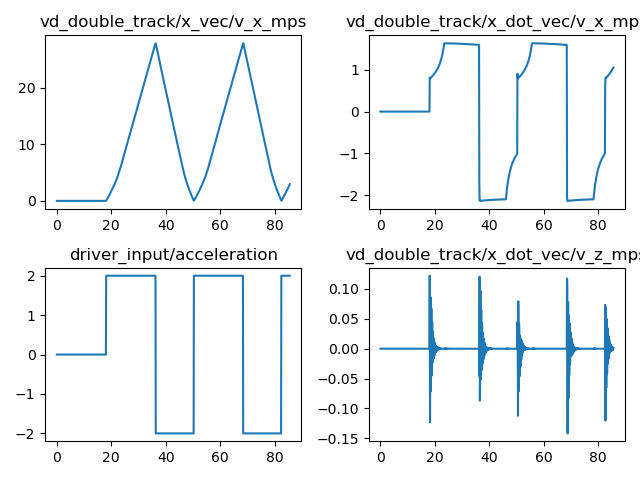 vd_double_track/x_vec/v_x_mps
20
10
0
0 20 40 60 80
vd_double_track/x_dot_vec/v_x_mp
1
0
−1
−2
0 20 40 60 80
driver_input/acceleration
2
1
0
−1
−2
0 20 40 60 80
vd_double_track/x_dot_vec/v_z_mps
0.10
0.05
0.00
−0.05
−0.10
−0.15
0 20 40 60 80